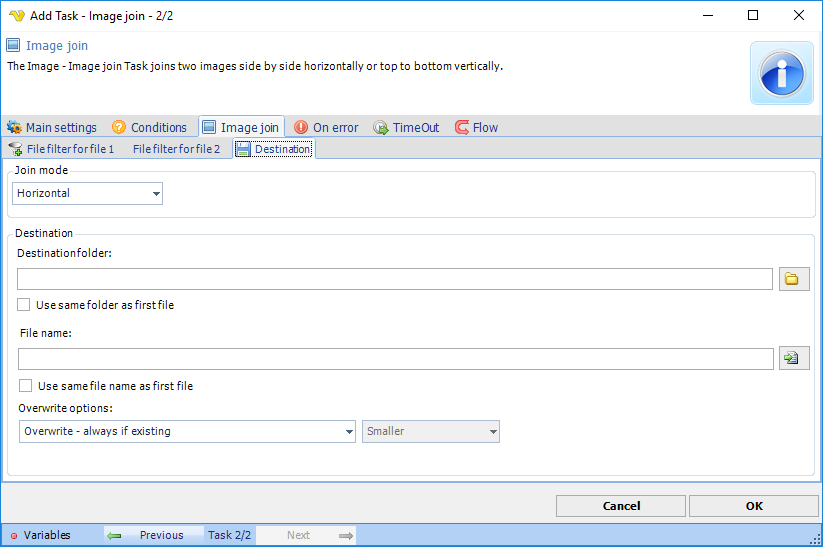 Add Task - Image join - 2/2
Image join
The Image - Image join Task joins two images side by side horizontally or top to bottom vertically.
Main settings Conditions Image join On error TimeOut Flow
File filter for file 1 File filter for file 2 Destination
Join mode
Horizontal
Destination
Destination folder:
Use same folder as first file
File name:
Use same file name as first file
Overwrite options:
Overwrite - always if existing Smaller
Cancel OK
Variables Previous Task 2/2 Next